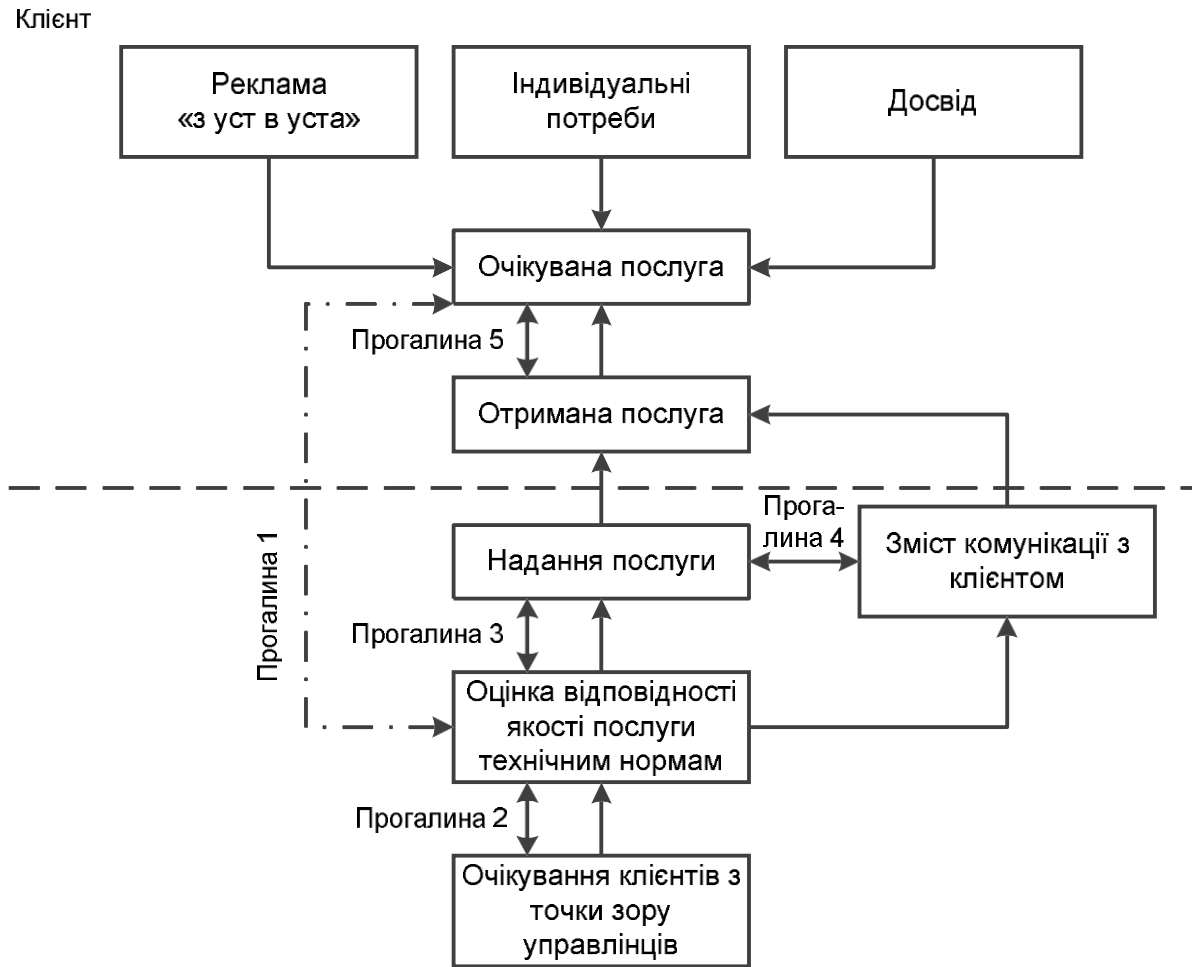 Клієнт
Реклама
«з уст в уста»
Індивідуальні
потреби
Досвід
Очікувана послуга
Прогалина 5
Отримана послуга
Прогалина 1
Надання послуги
Прога-
лина 4
Зміст комунікації з
клієнтом
Прогалина 3
Оцінка відповідності
якості послуги
технічним нормам
Прогалина 2
Очікування клієнтів з
точки зору
управлінців